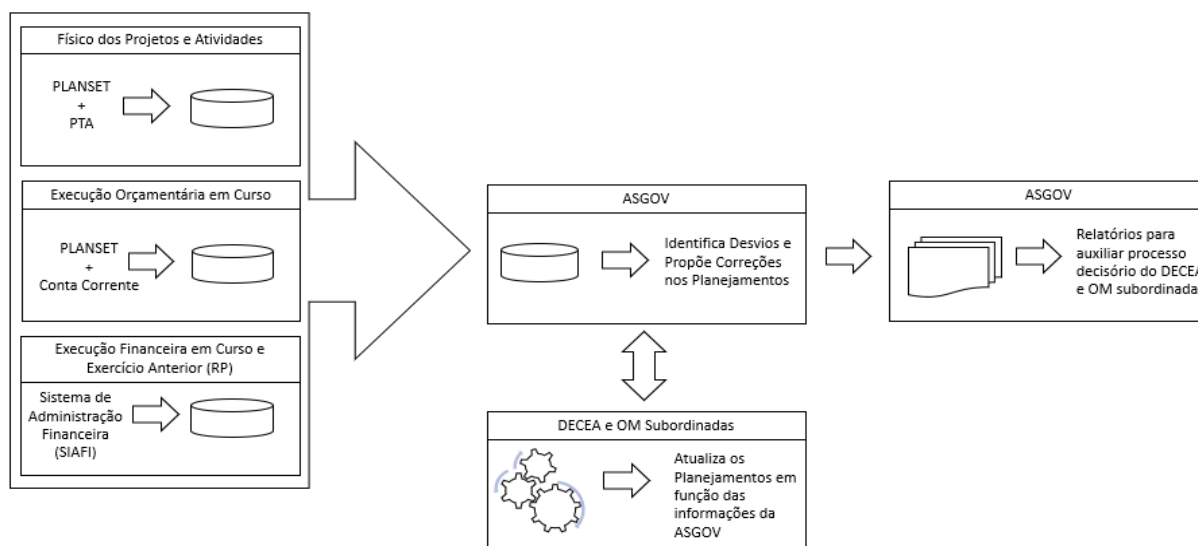 Físico dos Projetos e Atividades
PLANSET
+
PTA
Execução Orçamentária em Curso
PLANSET
+
Conta Corrente
Execução Financeira em Curso e
Exercício Anterior (RP)
Sistema de
Administração
Financeira
(SIAFI)
ASGOV
Identifica Desvios e
Propõe Correções
nos Planejamentos
DECEA e OM Subordinadas
Atualiza os
Planejamentos em
função das
informações da
ASGOV
ASGOV
Relatórios para
auxiliar processo
decisório do DECEA
e OM subordinada